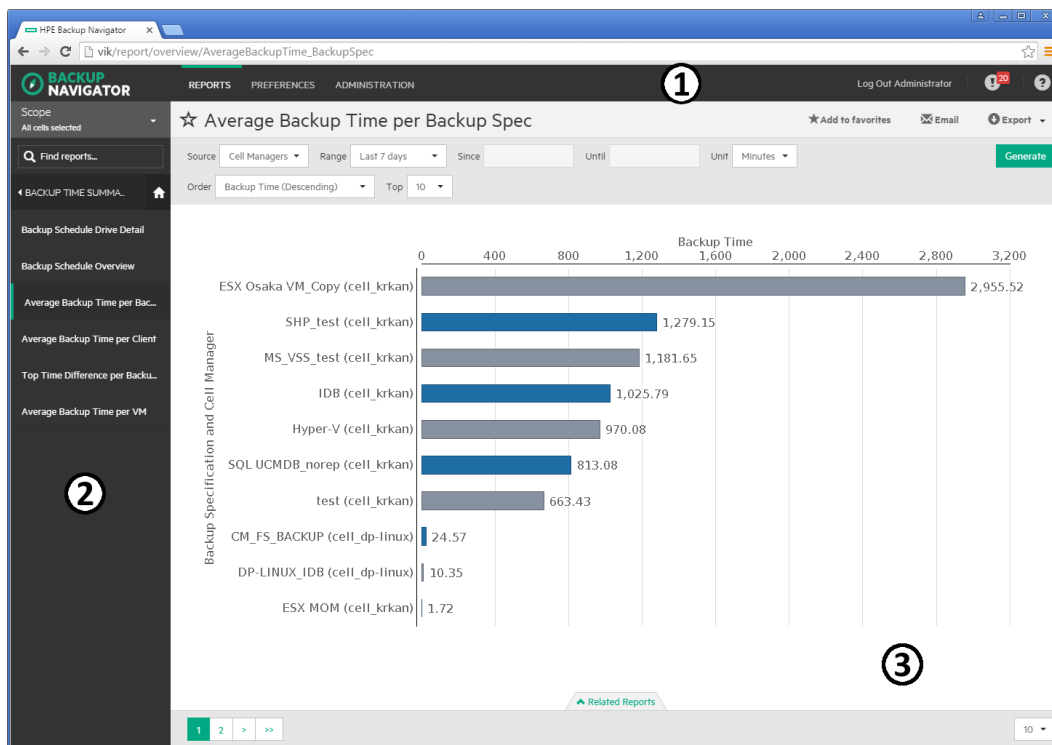 HPE Backup Navigator
vik/report/overview/AverageBackupTime_BackupSpec
BACKUP
NAVIGATOR
REPORTS PREFERENCES ADMINISTRATION
1
Log Out Administrator
20
?
Scope
All cells selected
Average Backup Time per Backup Spec
Add to favorites Email Export
Find reports...
Source Cell Managers Range Last 7 days Since Until Unit Minutes Generate
Order Backup Time (Descending) Top 10
BACKUP TIME SUMMA..
Backup Schedule Drive Detail
Backup Schedule Overview
Average Backup Time per Bac...
Average Backup Time per Client
Top Time Difference per Backu...
Average Backup Time per VM
2
Backup Time
0 400 800 1,200 1,600 2,000 2,400 2,800 3,200
Backup Specification and Cell Manager
ESX Osaka VM_Copy (cell_krkan) 2,955.52
SHP_test (cell_krkan) 1,279.15
MS_VSS_test (cell_krkan) 1,181.65
IDB (cell_krkan) 1,025.79
Hyper-V (cell_krkan) 970.08
SQL UCMDB_norep (cell_krkan) 813.08
test (cell_krkan) 663.43
CM_FS_BACKUP (cell_dp-linux) 24.57
DP-LINUX_IDB (cell_dp-linux) 10.35
ESX MOM (cell_krkan) 1.72
3
Related Reports
1 2 > >> 10